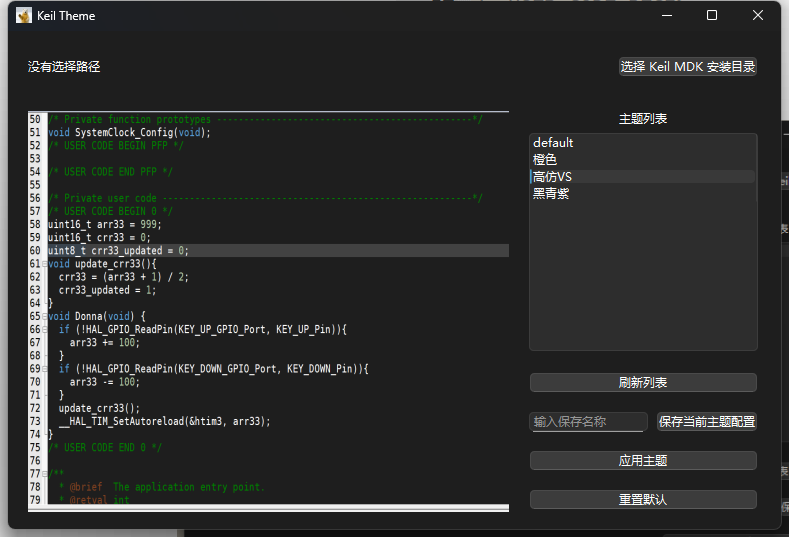 Keil Theme
没有选择路径
选择 Keil MDK 安装目录
50 /* Private function prototypes -----------------------------------------------*/
51 void SystemClock_Config(void);
52 /* USER CODE BEGIN PFP */
53
54 /* USER CODE END PFP */
55
56 /* Private user code ---------------------------------------------------------*/
57 /* USER CODE BEGIN 0 */
58 uint16_t arr33 = 999;
59 uint16_t crr33 = 0;
60 uint8_t crr33_updated = 0;
61 void update_crr33(){
62   crr33 = (arr33 + 1) / 2;
63   crr33_updated = 1;
64 }
65 void Donna(void) {
66   if (!HAL_GPIO_ReadPin(KEY_UP_GPIO_Port, KEY_UP_Pin)){
67     arr33 += 100;
68   }
69   if (!HAL_GPIO_ReadPin(KEY_DOWN_GPIO_Port, KEY_DOWN_Pin)){
70     arr33 -= 100;
71   }
72   update_crr33();
73   __HAL_TIM_SetAutoreload(&htim3, arr33);
74 }
75 /* USER CODE END 0 */
76
77 /**
78   * @brief  The application entry point.
79   * @retval int
主题列表
default
橙色
高仿VS
黑青紫
刷新列表
输入保存名称
保存当前主题配置
应用主题
重置默认